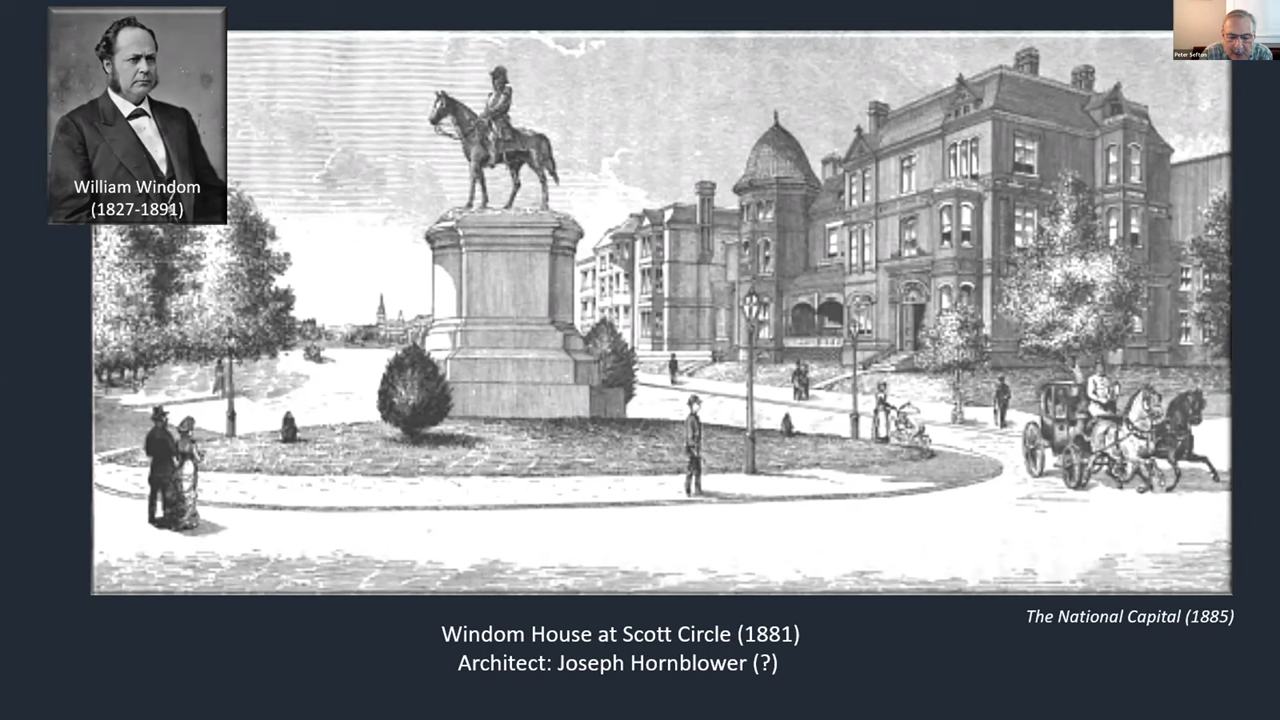 William Windom
(1827-1891)
Peter Sefton
The National Capital (1885)
Windom House at Scott Circle (1881)
Architect: Joseph Hornblower (?)